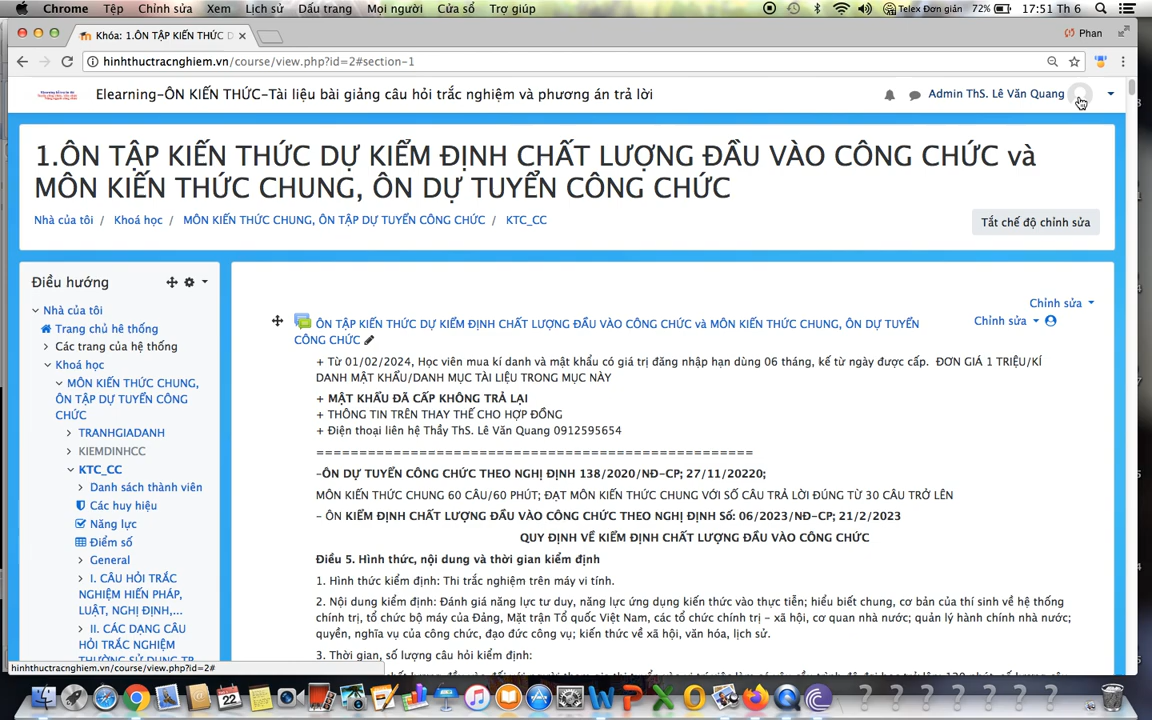 Chrome Tệp Chỉnh sửa Xem Lịch sử Dấu trang Mọi người Cửa sổ Trợ giúp Telex Đơn giản 72% 17:51 Th 6
Khóa: 1.ÔN TẬP KIẾN THỨC D Phan
hinhthuctracnghiem.vn/course/view.php?id=2#section-1
Elearning-ÔN KIẾN THỨC-Tài liệu bài giảng câu hỏi trắc nghiệm và phương án trả lời Admin ThS. Lê Văn Quang
1.ÔN TẬP KIẾN THỨC DỰ KIỂM ĐỊNH CHẤT LƯỢNG ĐẦU VÀO CÔNG CHỨC và
MÔN KIẾN THỨC CHUNG, ÔN DỰ TUYỂN CÔNG CHỨC
Nhà của tôi / Khoá học / MÔN KIẾN THỨC CHUNG, ÔN TẬP DỰ TUYỂN CÔNG CHỨC / KTC_CC
Tắt chế độ chỉnh sửa
Điều hướng
Nhà của tôi
Trang chủ hệ thống
Các trang của hệ thống
Khoá học
MÔN KIẾN THỨC CHUNG,
ÔN TẬP DỰ TUYỂN CÔNG
CHỨC
TRANHGIADANH
KIEMDINHCC
KTC_CC
Danh sách thành viên
Các huy hiệu
Năng lực
Điểm số
General
I. CÂU HỎI TRẮC
NGHIỆM HIẾN PHÁP,
LUẬT, NGHỊ ĐỊNH,...
II. CÁC DẠNG CÂU
HỎI TRẮC NGHIỆM
THƯỜNG SỬ DỤNG TR
Chỉnh sửa
Chỉnh sửa
ÔN TẬP KIẾN THỨC DỰ KIỂM ĐỊNH CHẤT LƯỢNG ĐẦU VÀO CÔNG CHỨC và MÔN KIẾN THỨC CHUNG, ÔN DỰ TUYỂN
CÔNG CHỨC
+ Từ 01/02/2024, Học viên mua kí danh và mật khẩu có giá trị đăng nhập hạn dùng 06 tháng, kể từ ngày được cấp. ĐƠN GIÁ 1 TRIỆU/KÍ
DANH MẬT KHẨU/DANH MỤC TÀI LIỆU TRONG MỤC NÀY
+ MẬT KHẨU ĐÃ CẤP KHÔNG TRẢ LẠI
+ THÔNG TIN TRÊN THAY THẾ CHO HỢP ĐỒNG
+ Điện thoại liên hệ Thầy ThS. Lê Văn Quang 0912595654
==================================================
-ÔN DỰ TUYỂN CÔNG CHỨC THEO NGHỊ ĐỊNH 138/2020/NĐ-CP; 27/11/20220;
MÔN KIẾN THỨC CHUNG 60 CÂU/60 PHÚT; ĐẠT MÔN KIẾN THỨC CHUNG VỚI SỐ CÂU TRẢ LỜI ĐÚNG TỪ 30 CÂU TRỞ LÊN
- ÔN KIỂM ĐỊNH CHẤT LƯỢNG ĐẦU VÀO CÔNG CHỨC THEO NGHỊ ĐỊNH Số: 06/2023/NĐ-CP; 21/2/2023
QUY ĐỊNH VỀ KIỂM ĐỊNH CHẤT LƯỢNG ĐẦU VÀO CÔNG CHỨC
Điều 5. Hình thức, nội dung và thời gian kiểm định
1. Hình thức kiểm định: Thi trắc nghiệm trên máy vi tính.
2. Nội dung kiểm định: Đánh giá năng lực tư duy, năng lực ứng dụng kiến thức vào thực tiễn; hiểu biết chung, cơ bản của thí sinh về hệ thống
chính trị, tổ chức bộ máy của Đảng, Mặt trận Tổ quốc Việt Nam, các tổ chức chính trị - xã hội, cơ quan nhà nước; quản lý hành chính nhà nước;
quyền, nghĩa vụ của công chức, đạo đức công vụ; kiến thức về xã hội, văn hóa, lịch sử.
3. Thời gian, số lượng câu hỏi kiểm định:
hinhthuctracnghiem.vn/course/view.php?id=2#